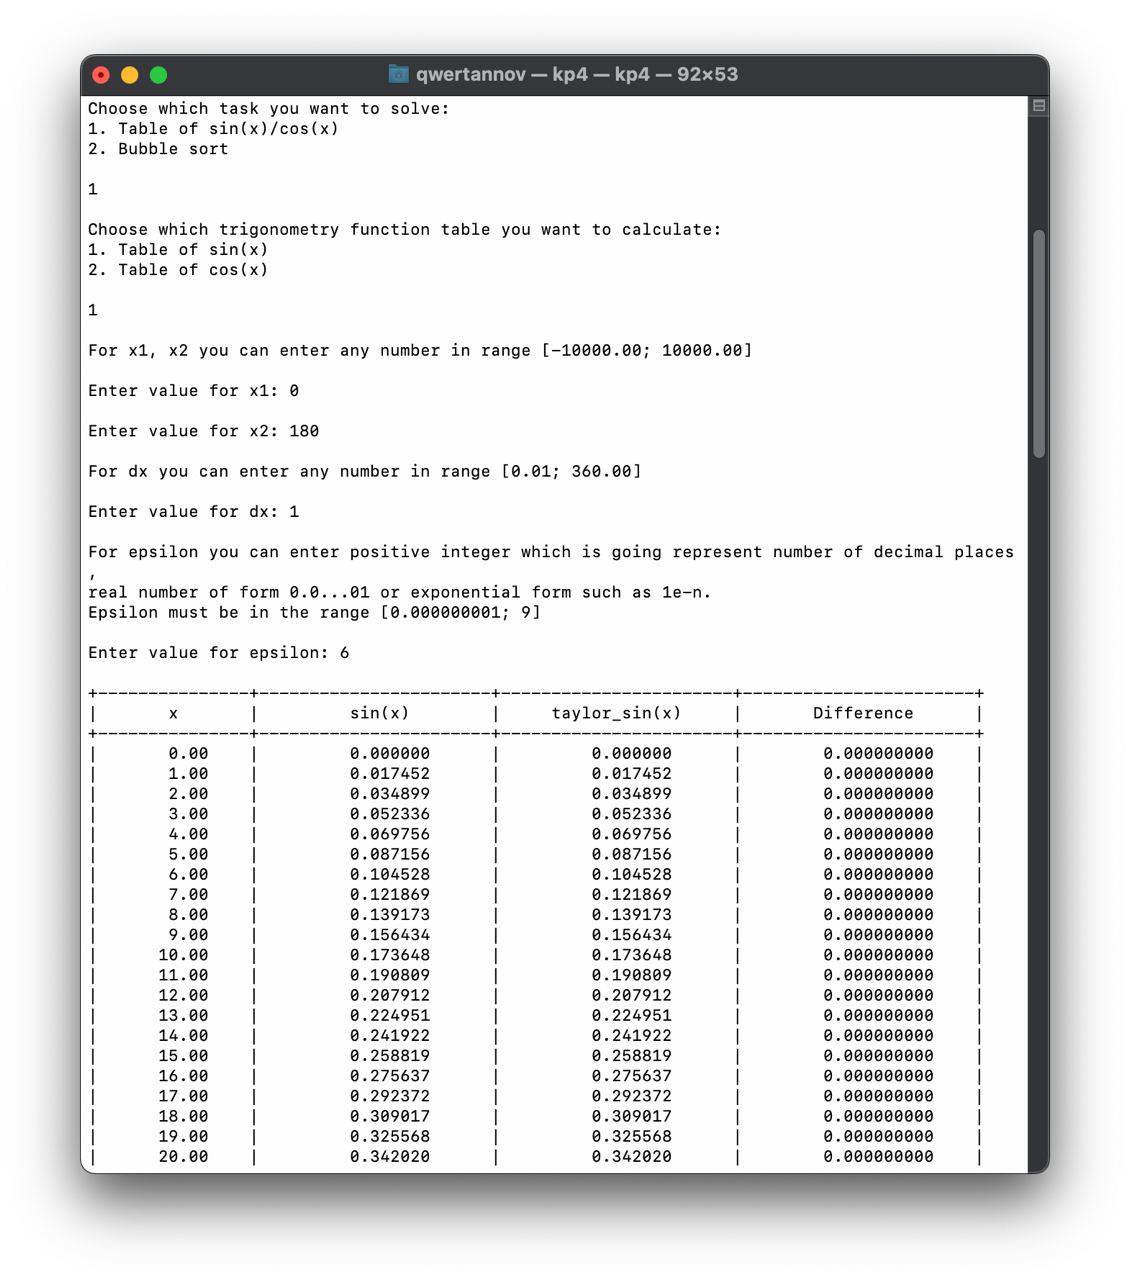 qwertannov — kp4 — kp4 — 92×53
Choose which task you want to solve:
1. Table of sin(x)/cos(x)
2. Bubble sort
1
Choose which trigonometry function table you want to calculate:
1. Table of sin(x)
2. Table of cos(x)
1
For x1, x2 you can enter any number in range [-10000.00; 10000.00]
Enter value for x1: 0
Enter value for x2: 180
For dx you can enter any number in range [0.01; 360.00]
Enter value for dx: 1
For epsilon you can enter positive integer which is going represent number of decimal places
,
real number of form 0.0...01 or exponential form such as 1e-n.
Epsilon must be in the range [0.000000001; 9]
Enter value for epsilon: 6
+---------------+-----------------------+-----------------------+-----------------------+
| x | sin(x) | taylor_sin(x) | Difference |
+---------------+-----------------------+-----------------------+-----------------------+
| 0.00 | 0.000000 | 0.000000 | 0.000000000 |
| 1.00 | 0.017452 | 0.017452 | 0.000000000 |
| 2.00 | 0.034899 | 0.034899 | 0.000000000 |
| 3.00 | 0.052336 | 0.052336 | 0.000000000 |
| 4.00 | 0.069756 | 0.069756 | 0.000000000 |
| 5.00 | 0.087156 | 0.087156 | 0.000000000 |
| 6.00 | 0.104528 | 0.104528 | 0.000000000 |
| 7.00 | 0.121869 | 0.121869 | 0.000000000 |
| 8.00 | 0.139173 | 0.139173 | 0.000000000 |
| 9.00 | 0.156434 | 0.156434 | 0.000000000 |
| 10.00 | 0.173648 | 0.173648 | 0.000000000 |
| 11.00 | 0.190809 | 0.190809 | 0.000000000 |
| 12.00 | 0.207912 | 0.207912 | 0.000000000 |
| 13.00 | 0.224951 | 0.224951 | 0.000000000 |
| 14.00 | 0.241922 | 0.241922 | 0.000000000 |
| 15.00 | 0.258819 | 0.258819 | 0.000000000 |
| 16.00 | 0.275637 | 0.275637 | 0.000000000 |
| 17.00 | 0.292372 | 0.292372 | 0.000000000 |
| 18.00 | 0.309017 | 0.309017 | 0.000000000 |
| 19.00 | 0.325568 | 0.325568 | 0.000000000 |
| 20.00 | 0.342020 | 0.342020 | 0.000000000 |